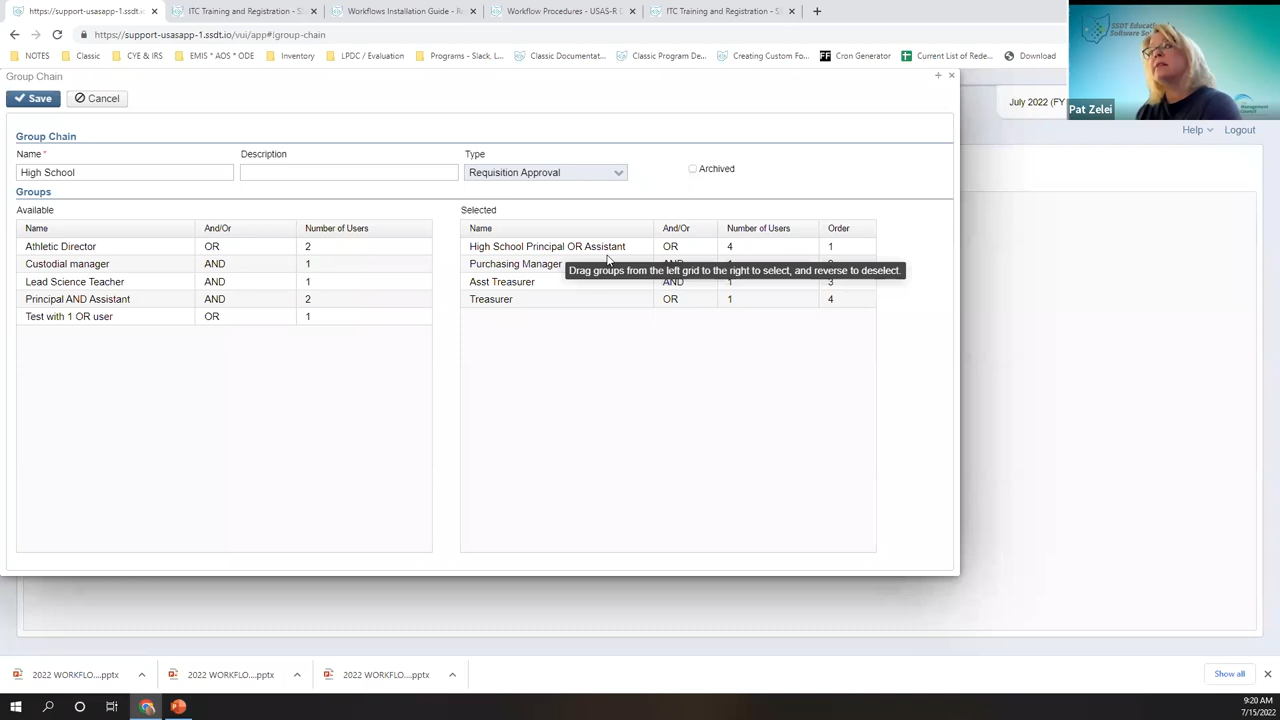 https://support-usasapp-1.ssdt.io
ITC Training and Registration - S
Workflows Installation Guide - Re
Workflow Procedures - USAS-R D
ITC Training and Registration - S
https://support-usasapp-1.ssdt.io/vui/app#!group-chain
NOTES
Classic
CYE & IRS
EMIS * AOS * ODE
Inventory
LPDC / Evaluation
Programs - Slack, L...
Classic Documentat...
Classic Program De...
Creating Custom Fo...
Cron Generator
Current List of Rede...
Download
Group Chain
Save
Cancel
July 2022 (FY
Pat Zelei
Help
Logout
Group Chain
Name *
Description
Type
High School
Requisition Approval
Archived
Groups
Available
Name And/Or Number of Users
Athletic Director OR 2
Custodial manager AND 1
Lead Science Teacher AND 1
Principal AND Assistant AND 2
Test with 1 OR user OR 1
Selected
Name And/Or Number of Users Order
High School Principal OR Assistant OR 4 1
Purchasing Manager
Drag groups from the left grid to the right to select, and reverse to deselect.
Asst Treasurer AND 1 3
Treasurer OR 1 4
2022 WORKFLO....pptx
2022 WORKFLO....pptx
2022 WORKFLO....pptx
Show all
9:20 AM
7/15/2022